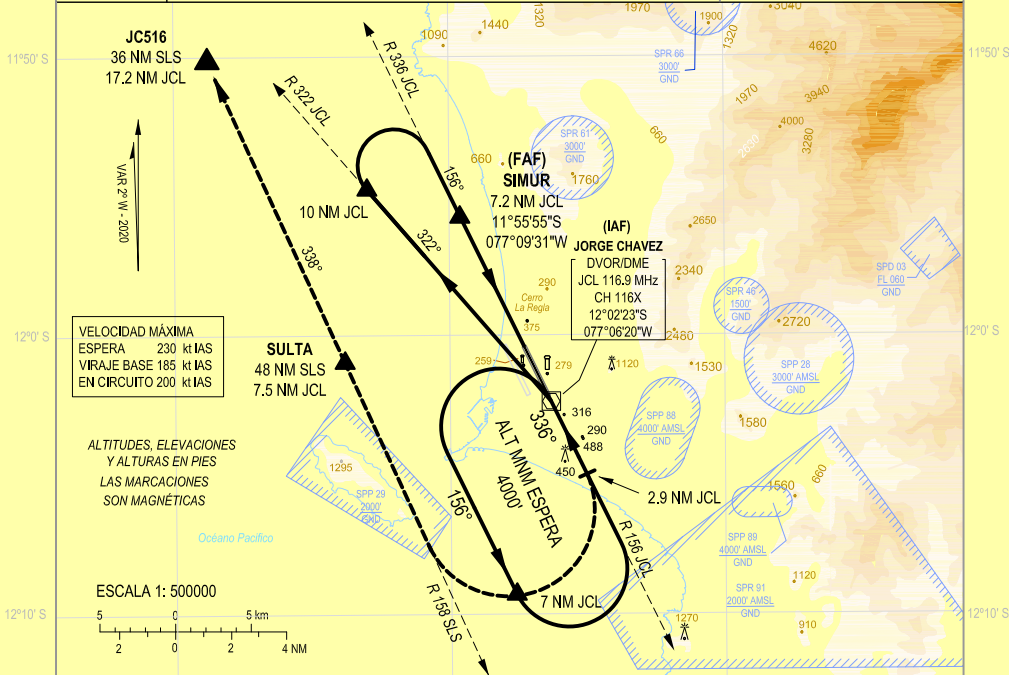 JC516
36 NM SLS
17.2 NM JCL
11°50' S
11°50' S
R 336 JCL
R 322 JCL
1090
1440
1320
1970
1900
1320
3040
4620
SPR 66
3000'
GND
1970
3940
4000
3280
2630
660
VAR 2° W - 2020
660
156°
(FAF)
SIMUR
7.2 NM JCL
11°55'55"S
077°09'31"W
SPR 61
3000'
GND
1760
10 NM JCL
322°
338°
(IAF)
JORGE CHAVEZ
DVOR/DME
JCL 116.9 MHz
CH 116X
12°02'23"S
077°06'20"W
2650
2340
SPD 03
FL 060
GND
290
Cerro
La Regla
375
SPR 46
1500'
GND
2720
2480
12°0' S
12°0' S
VELOCIDAD MÁXIMA
ESPERA 230 kt IAS
VIRAJE BASE 185 kt IAS
EN CIRCUITO 200 kt IAS
SULTA
48 NM SLS
7.5 NM JCL
259
279
1120
1530
SPP 28
3000' AMSL
GND
316
290
488
450
336°
ALT MNM ESPERA
4000'
156°
SPP 88
4000' AMSL
GND
1580
ALTITUDES, ELEVACIONES
Y ALTURAS EN PIES
LAS MARCACIONES
SON MAGNÉTICAS
1295
SPP 29
2000'
GND
2.9 NM JCL
1560
660
Océano Pacífico
SPP 89
4000' AMSL
GND
R 156 JCL
1120
SPR 91
2000' AMSL
GND
ESCALA 1: 500000
5 0 5 km
2 0 2 4 NM
R 158 SLS
7 NM JCL
12°10' S
12°10' S
1270
910